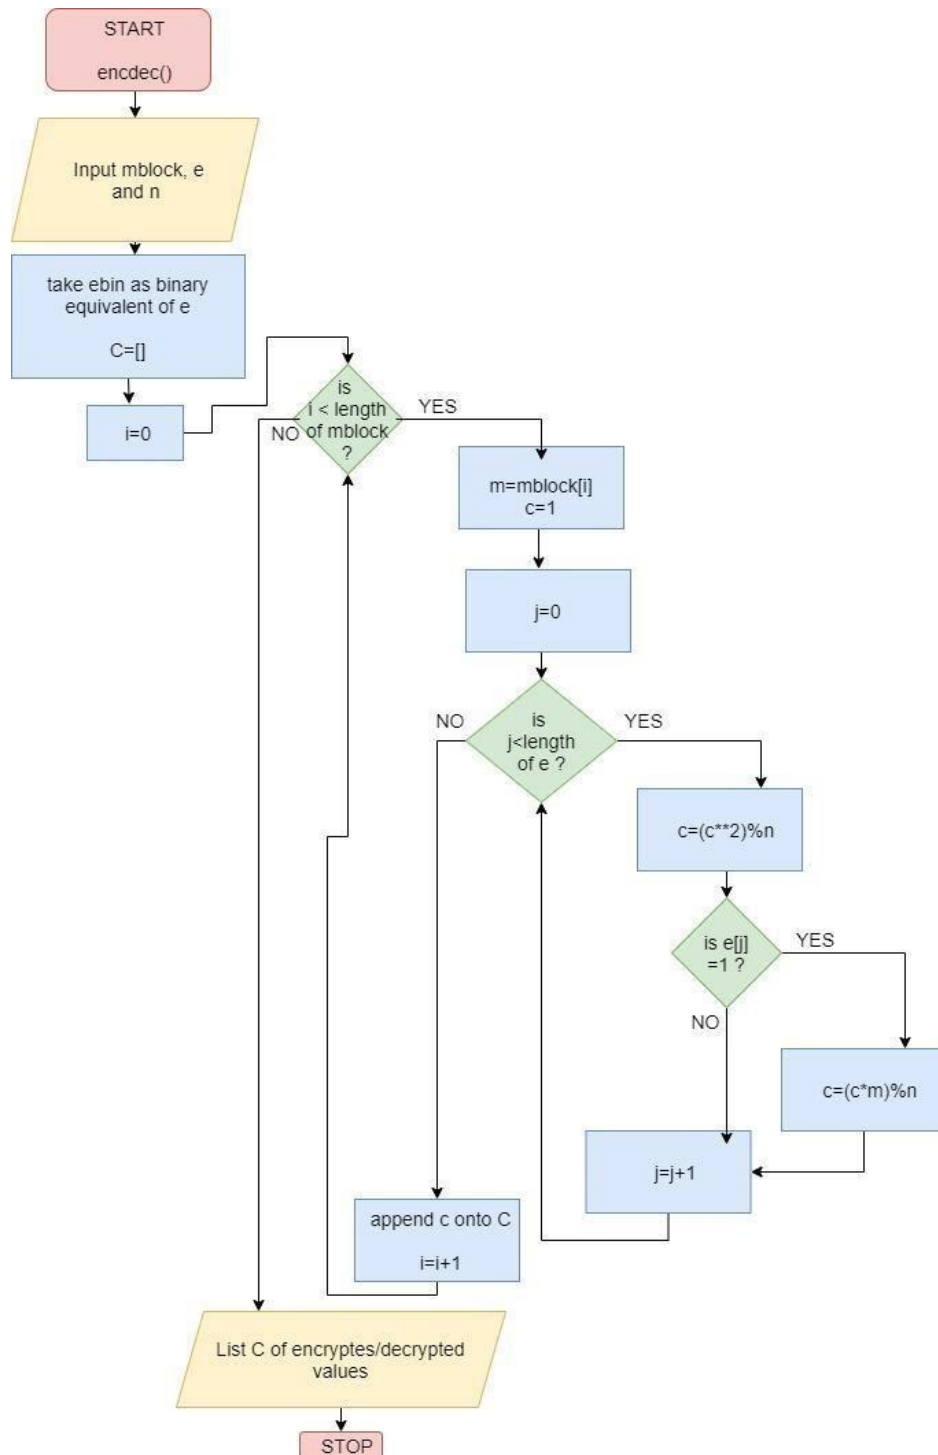 START
encdec()
Input mblock, e
and n
take ebin as binary
equivalent of e
C=[]
i=0
is
i < length
of mblock
?
YES
NO
m=mblock[i]
c=1
j=0
is
j<length
of e ?
NO
YES
c=(c**2)%n
is e[j]
=1 ?
YES
NO
c=(c*m)%n
j=j+1
append c onto C
i=i+1
List C of encryptes/decrypted
values
STOP